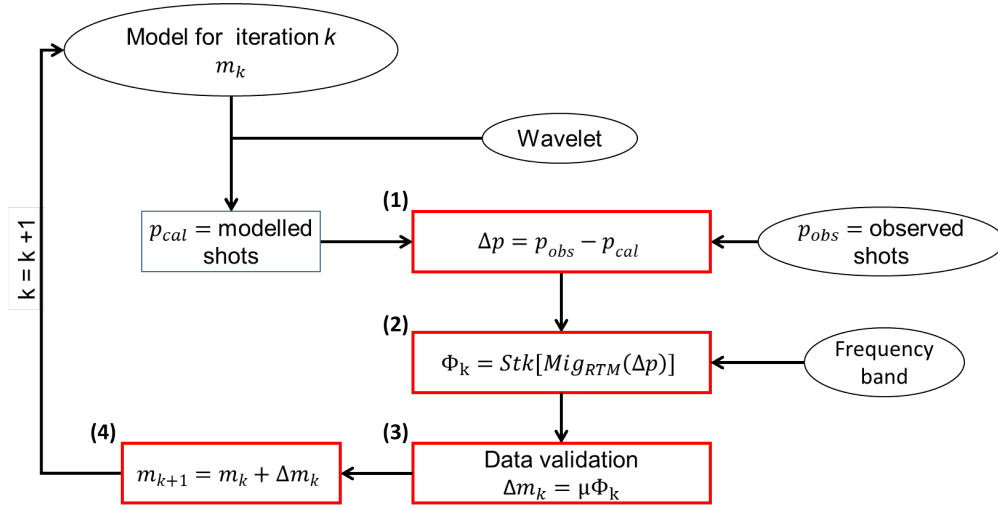 Model for iteration k
m_k
Wavelet
(1)
p_cal = modelled
shots
Δp = p_obs − p_cal
p_obs = observed
shots
k = k +1
(2)
Φ_k = Stk[Mig_RTM(Δp)]
Frequency
band
(4)
m_{k+1} = m_k + Δm_k
(3)
Data validation
Δm_k = μΦ_k